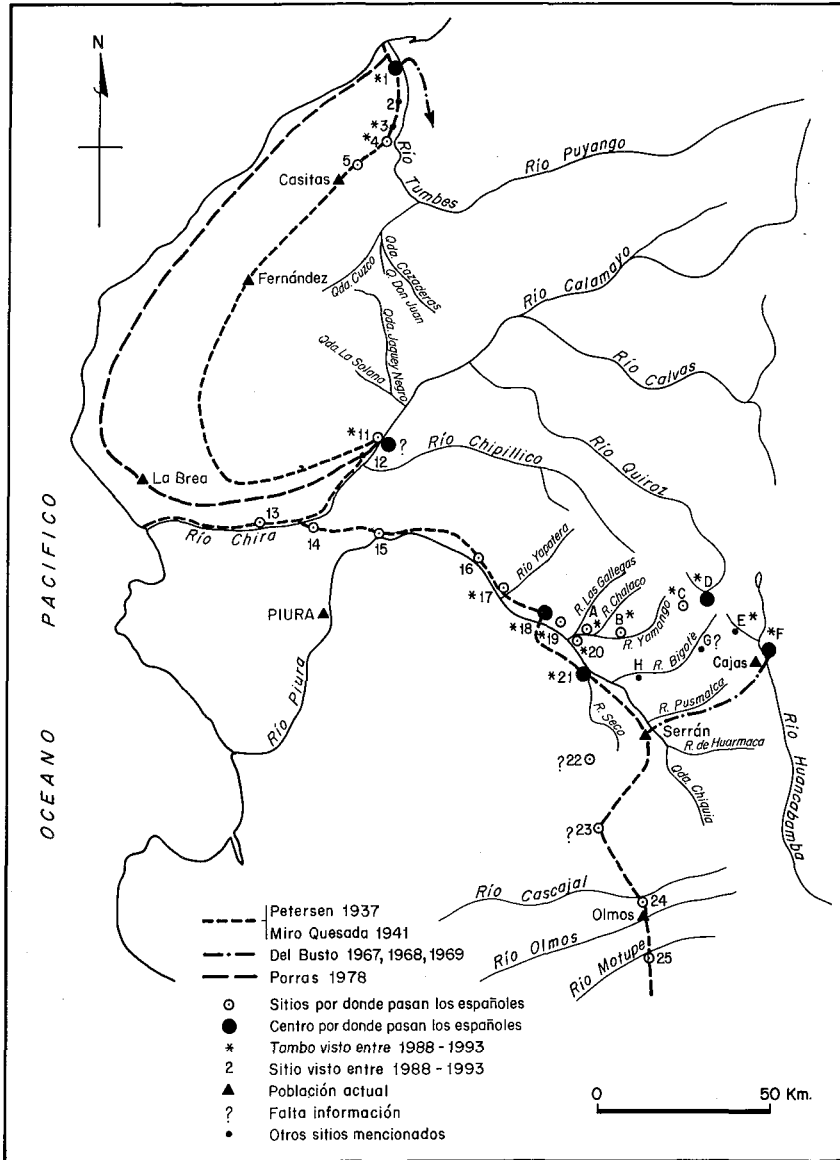 N
*1
2
*3
*4
5
Casitas
Río Tumbes
Río Puyango
Fernández
Qda. Cuzco
Qda. Cazaderas
Q. Don Juan
Río Calamayo
Qda. Jaquey Negro
Qda. La Solana
Río Calvas
*11
12
?
Río Chipillico
Río Quiroz
La Brea
13
Río Chira
14
15
16
Río Yapatera
*17
PIURA
R. Las Gallegas
R. Chalaco
A
*
B*
*C
*D
*18
*19
*20
R. Yamango
E*
G?
*F
Cajas
H
R. Bigote
*21
R. Pusmalca
R. Seco
Serrán
R. de Huarmaca
Río Piura
?22
Qda. Chiquia
Río Huancabamba
?23
PACIFICO
OCEANO
Río Cascajal
24
Olmos
Río Olmos
Río Motupe
25
Petersen 1937
Miro Quesada 1941
Del Busto 1967, 1968, 1969
Porras 1978
Sitios por donde pasan los españoles
Centro por donde pasan los españoles
* Tambo visto entre 1988 - 1993
2 Sitio visto entre 1988 - 1993
Población actual
? Falta información
Otros sitios mencionados
0 50 Km.